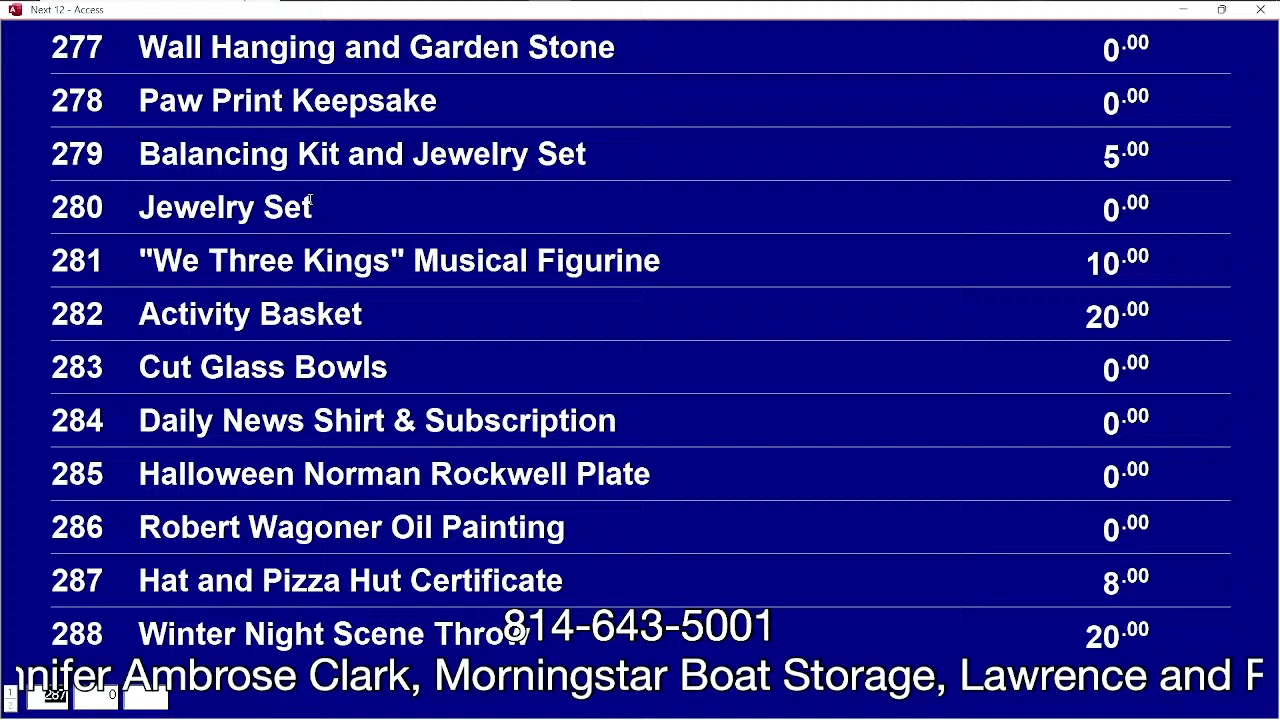 Next 12 - Access
277 Wall Hanging and Garden Stone 0.00
278 Paw Print Keepsake 0.00
279 Balancing Kit and Jewelry Set 5.00
280 Jewelry Set 0.00
281 "We Three Kings" Musical Figurine 10.00
282 Activity Basket 20.00
283 Cut Glass Bowls 0.00
284 Daily News Shirt & Subscription 0.00
285 Halloween Norman Rockwell Plate 0.00
286 Robert Wagoner Oil Painting 0.00
287 Hat and Pizza Hut Certificate 8.00
288 Winter Night Scene Throw 20.00
814-643-5001
nnifer Ambrose Clark, Morningstar Boat Storage, Lawrence and F
1 287 0
2